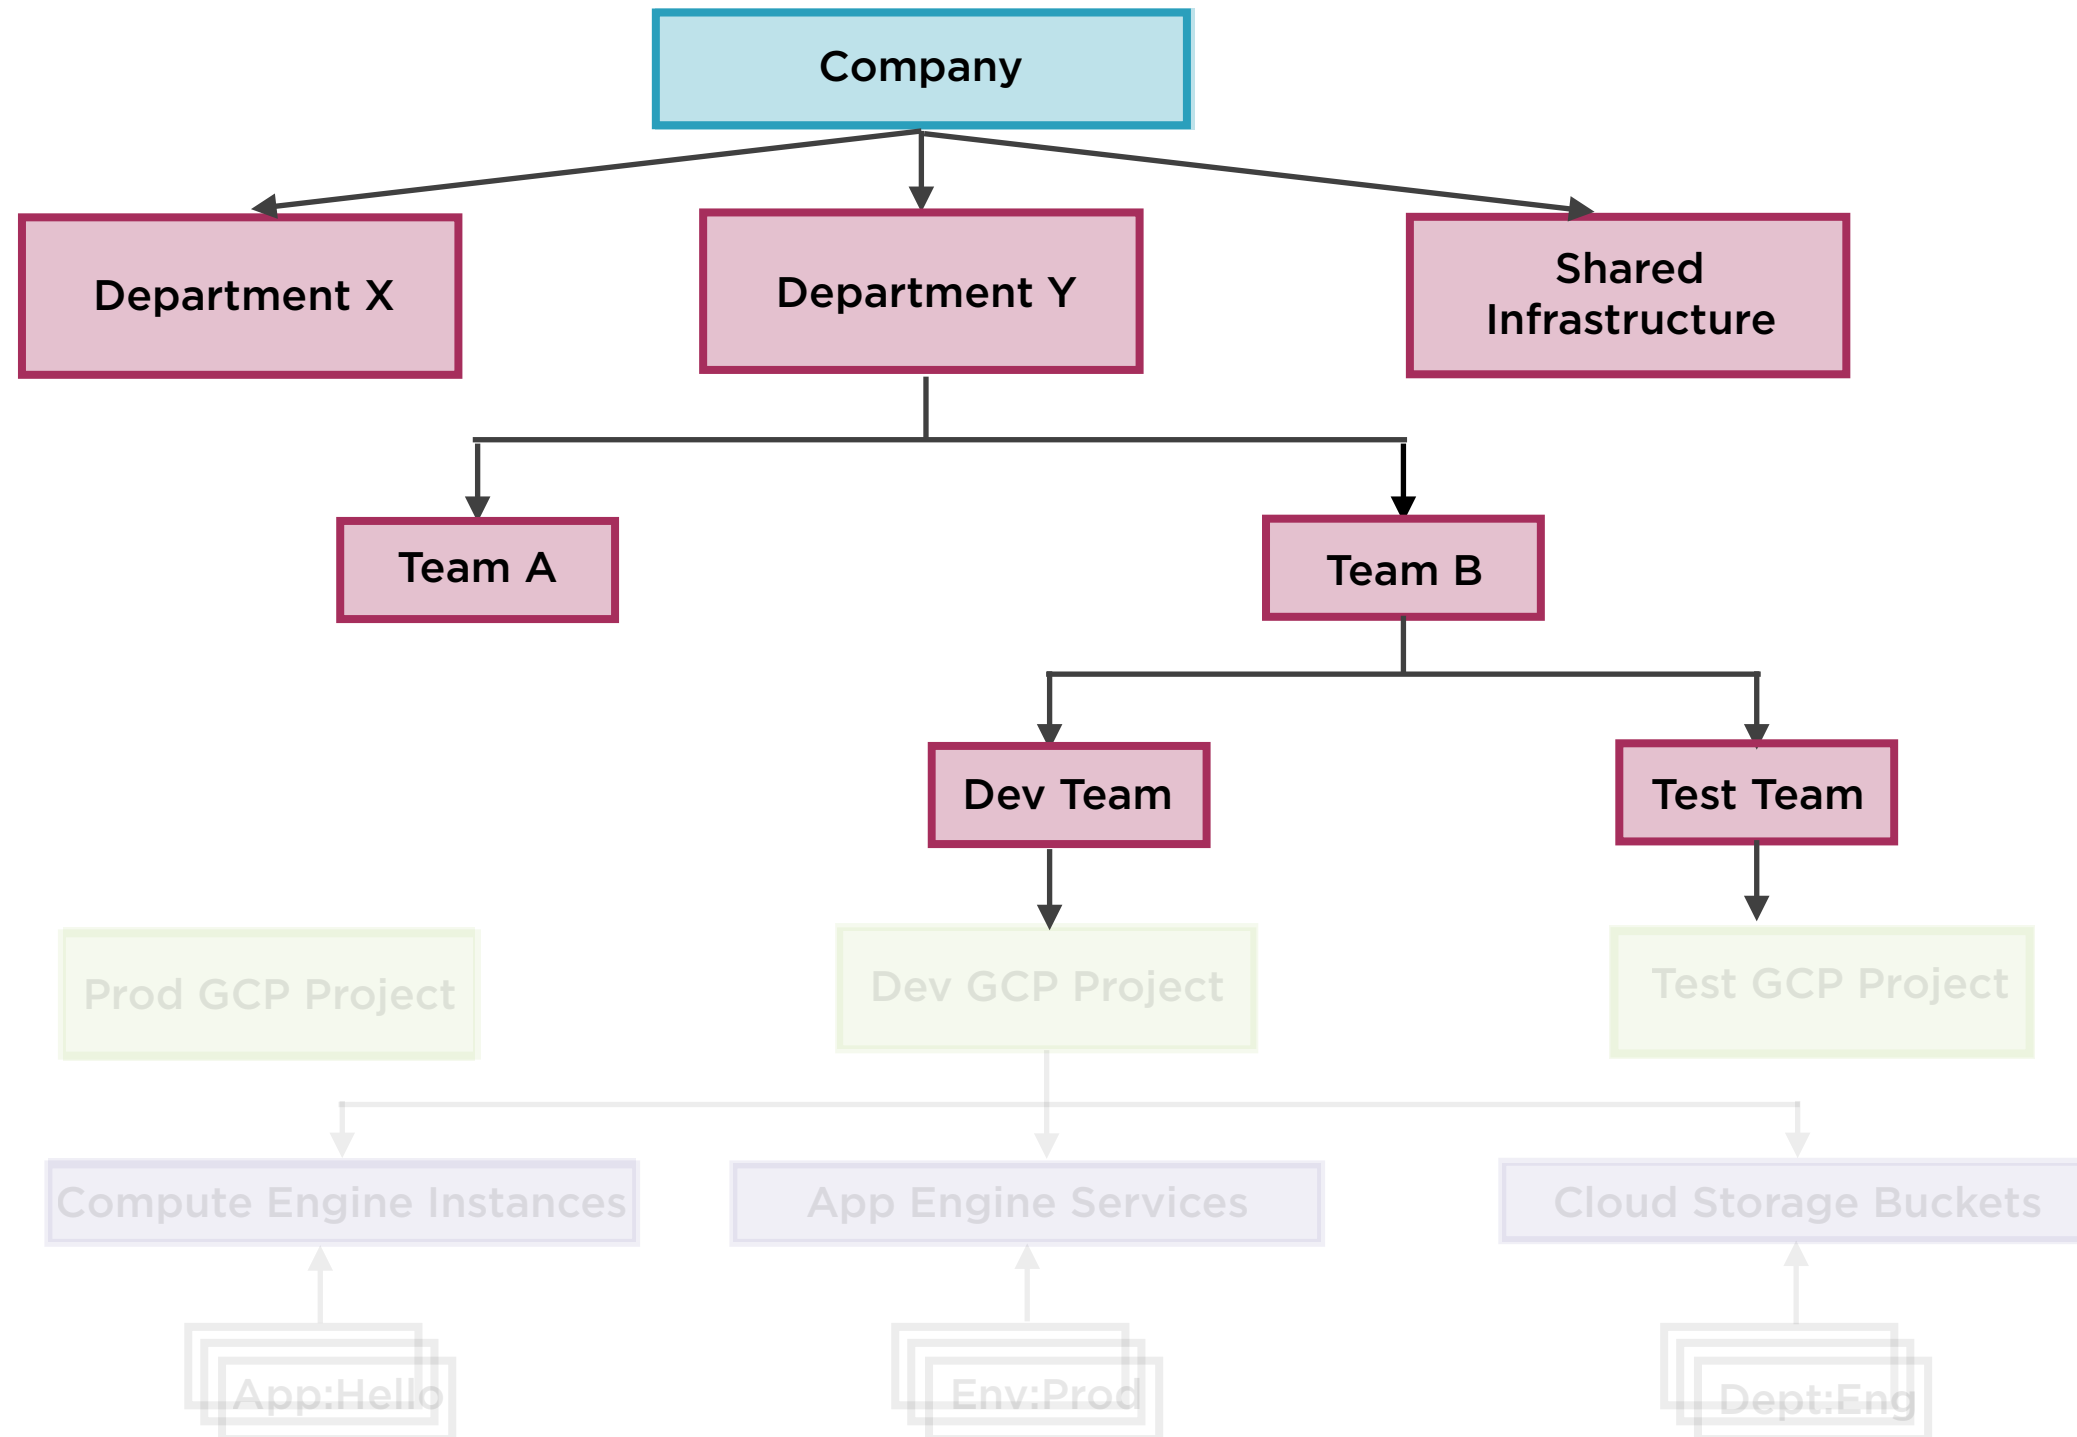 Company
Department X
Department Y
Shared
Infrastructure
Team A
Team B
Dev Team
Test Team
Prod GCP Project
Dev GCP Project
Test GCP Project
Compute Engine Instances
App Engine Services
Cloud Storage Buckets
App:Hello
Env:Prod
Dept:Eng